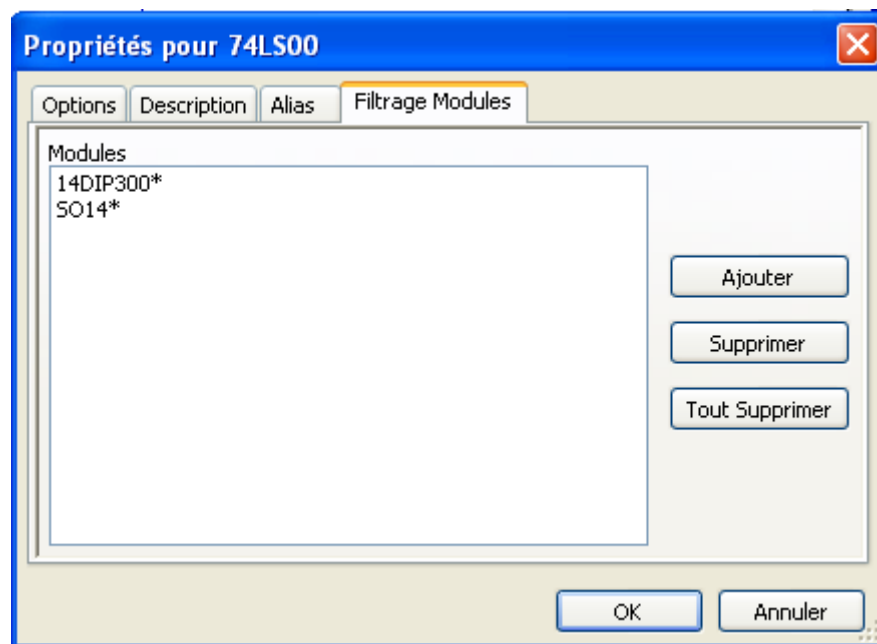 Propriétés pour 74LS00
Options Description Alias Filtrage Modules
Modules
14DIP300*
SO14*
Ajouter
Supprimer
Tout Supprimer
OK Annuler